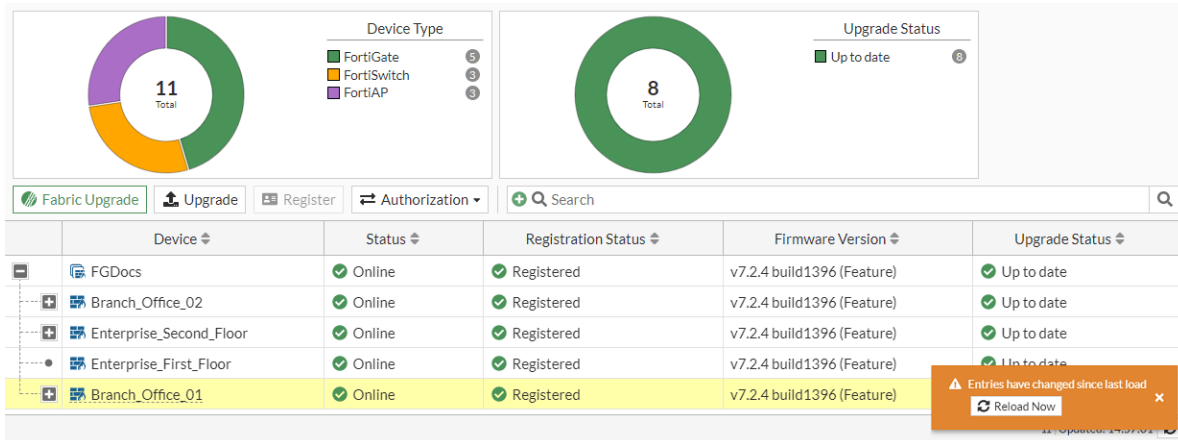 Device Type
11
Total
FortiGate 5
FortiSwitch 3
FortiAP 3
Upgrade Status
8
Total
Up to date 8
Fabric Upgrade Upgrade Register Authorization Search
Device Status Registration Status Firmware Version Upgrade Status
FGDocs Online Registered v7.2.4 build1396 (Feature) Up to date
Branch_Office_02 Online Registered v7.2.4 build1396 (Feature) Up to date
Enterprise_Second_Floor Online Registered v7.2.4 build1396 (Feature) Up to date
Enterprise_First_Floor Online Registered v7.2.4 build1396 (Feature) Up to date
Branch_Office_01 Online Registered v7.2.4 build1396 (Feature)
Entries have changed since last load
Reload Now